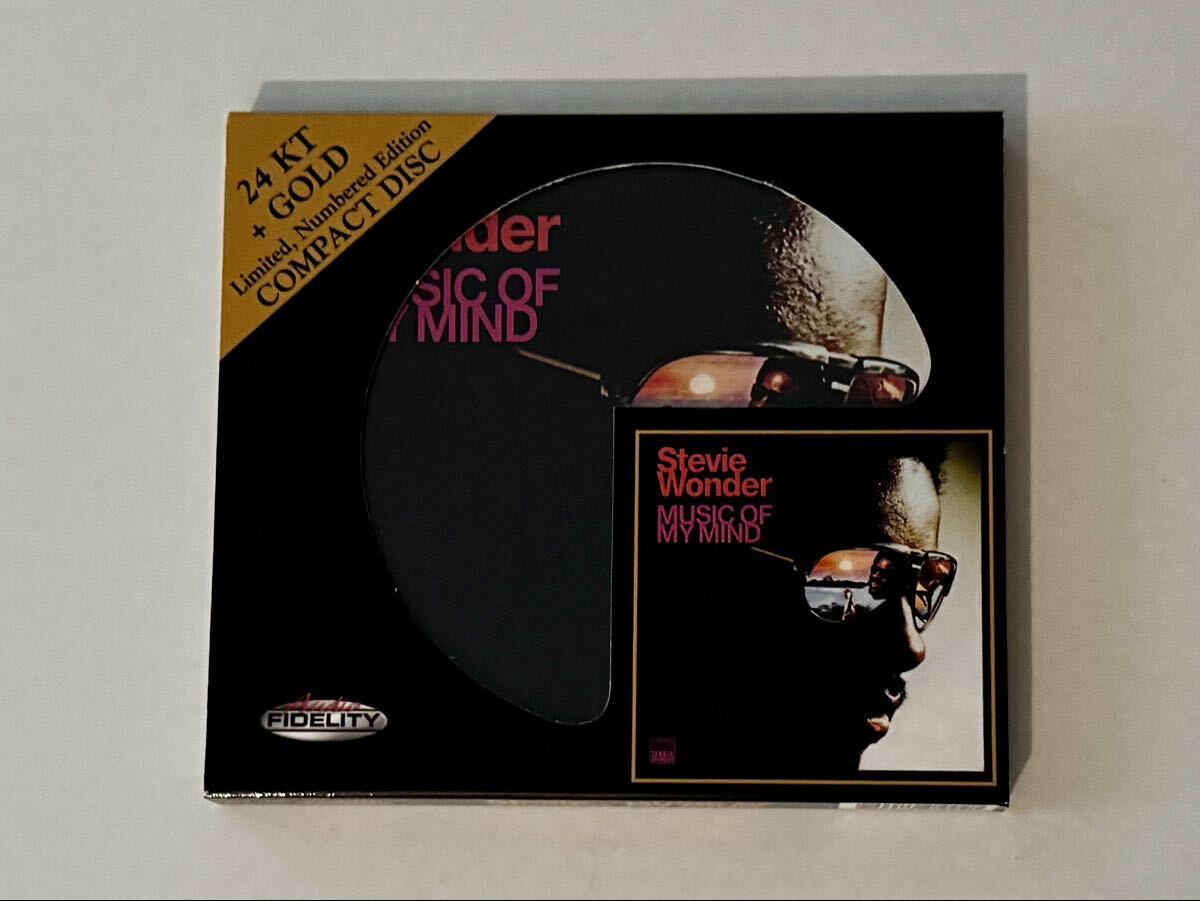 24 KT
+ GOLD
Limited, Numbered Edition
COMPACT DISC
nder
SIC OF
Y MIND
Stevie
Wonder
MUSIC OF
MY MIND
TAMLA
Audio
FIDELITY